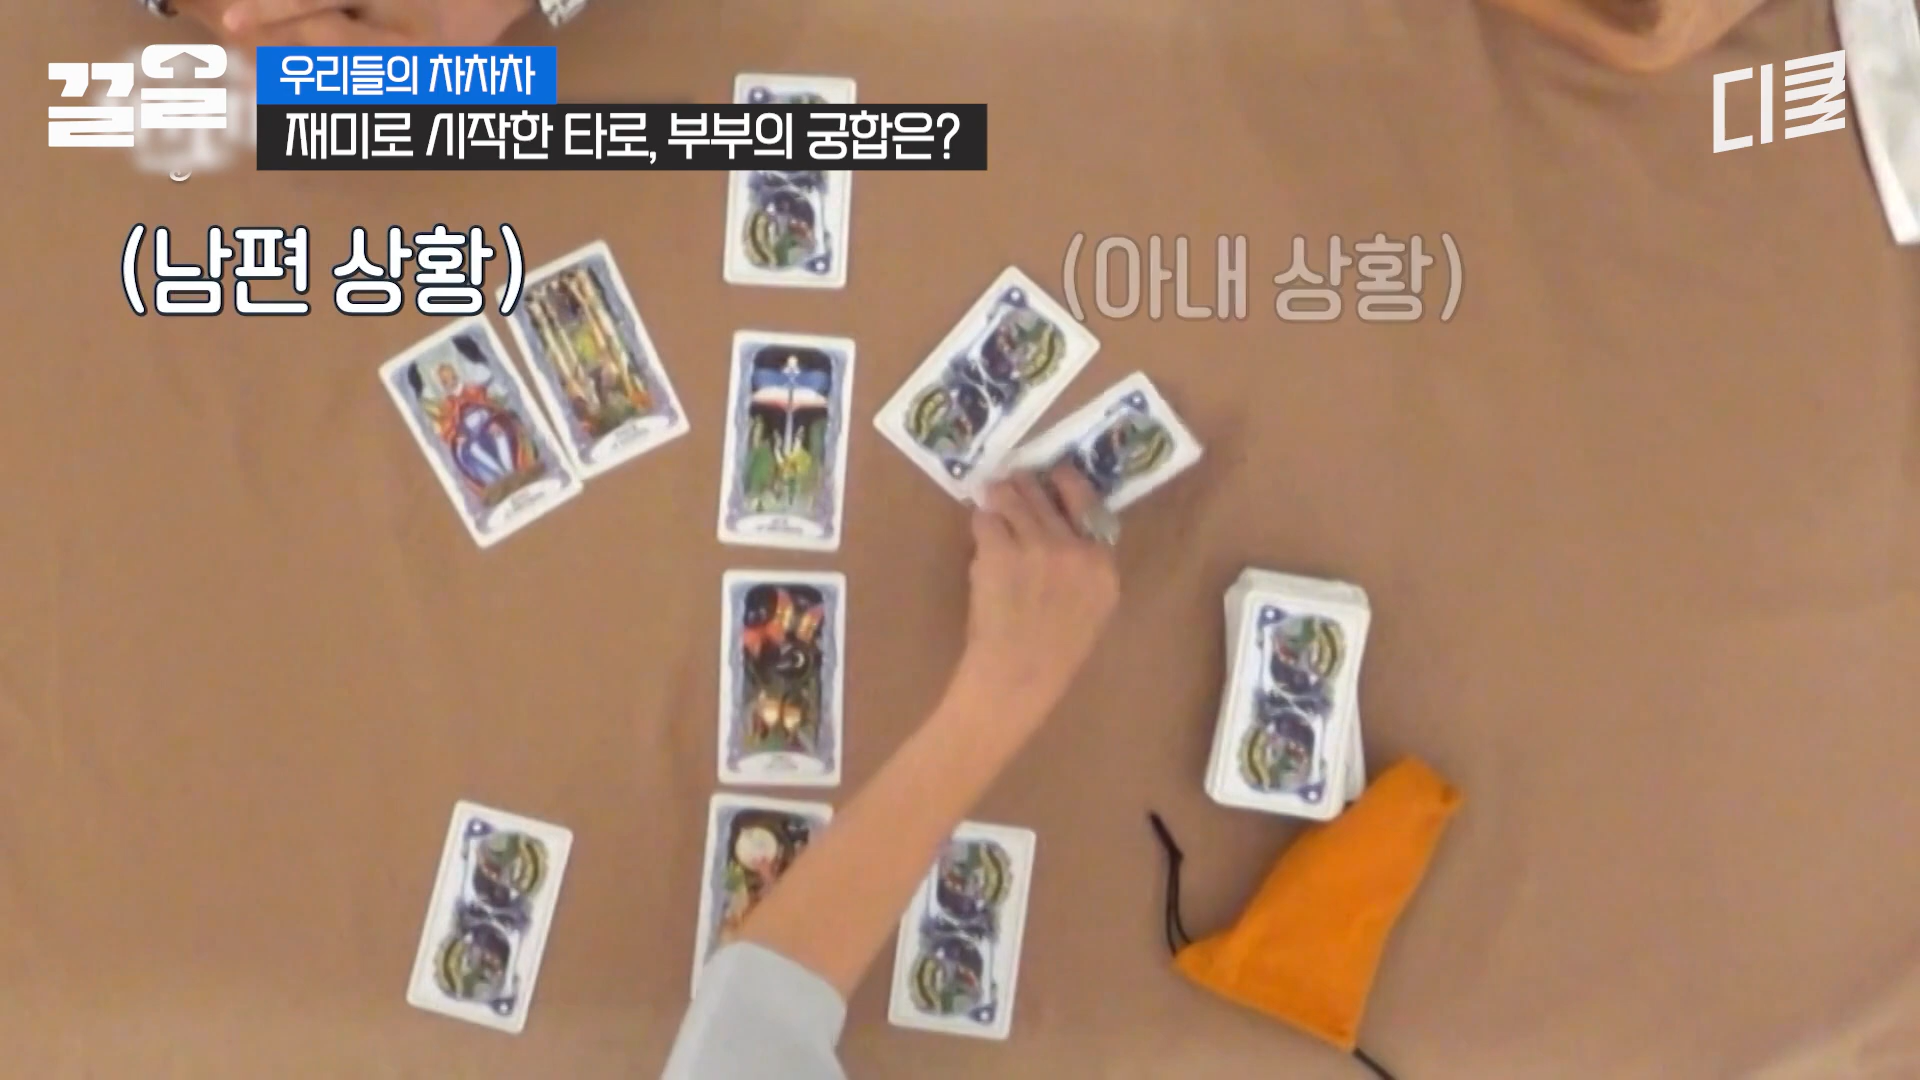 끌올
우리들의 차차차
재미로 시작한 타로, 부부의 궁합은?
디클
(남편 상황)
(아내 상황)